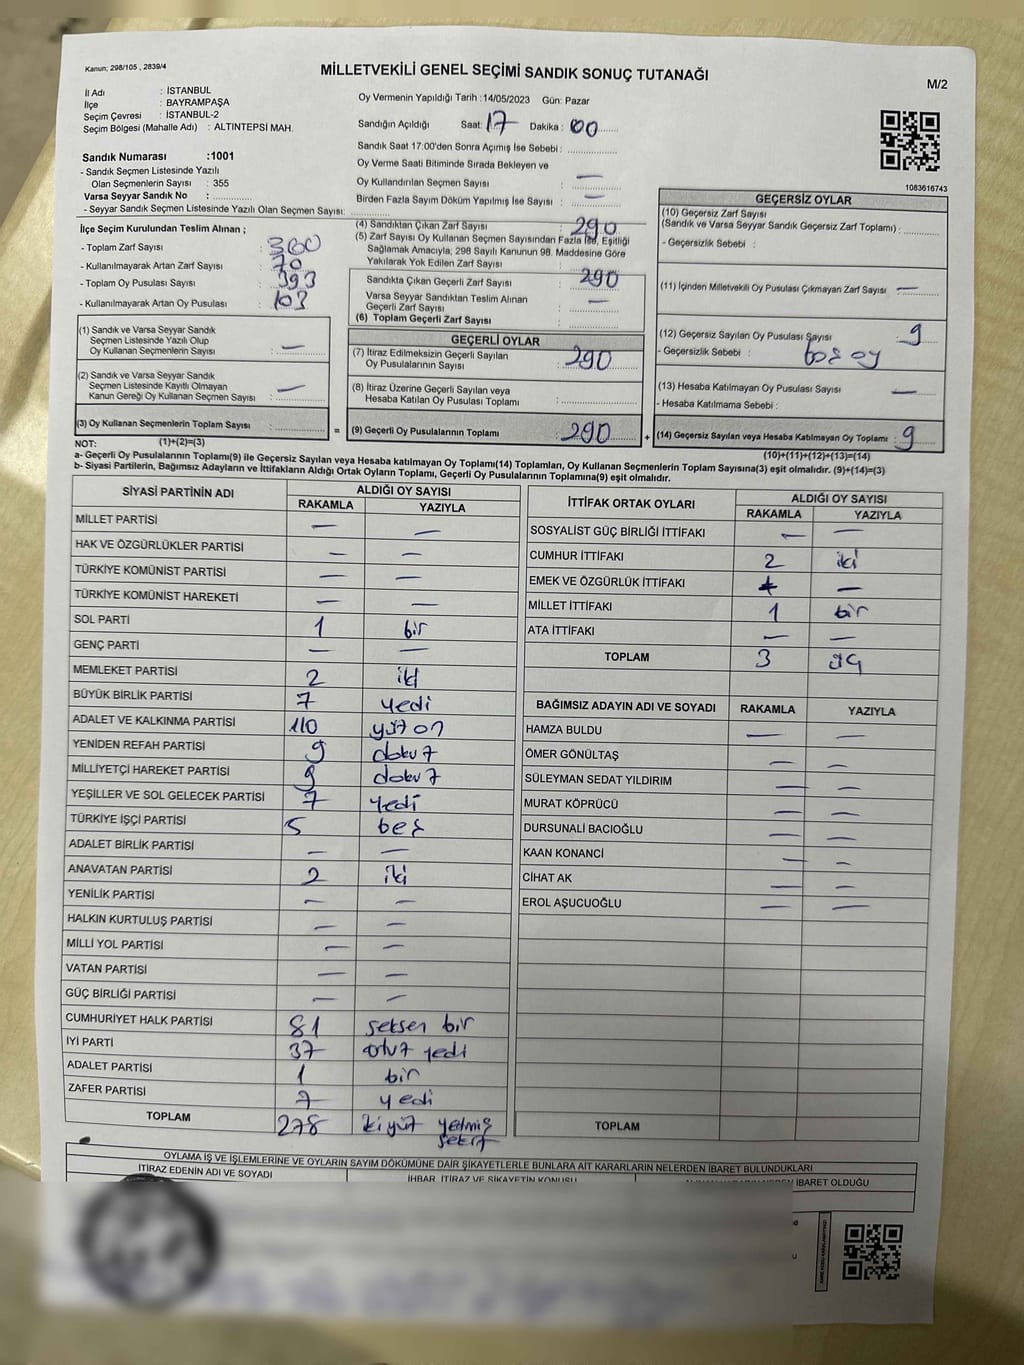 Kanun; 298/105 , 2839/4
MİLLETVEKİLİ GENEL SEÇİMİ SANDIK SONUÇ TUTANAĞI
M/2
İl Adı : İSTANBUL
İlçe : BAYRAMPAŞA
Seçim Çevresi : İSTANBUL-2
Seçim Bölgesi (Mahalle Adı) : ALTINTEPSİ MAH.
Sandık Numarası :1001
- Sandık Seçmen Listesinde Yazılı
Olan Seçmenlerin Sayısı : 355
Varsa Seyyar Sandık No :
- Seyyar Sandık Seçmen Listesinde Yazılı Olan Seçmen Sayısı:
İlçe Seçim Kurulundan Teslim Alınan ;
- Toplam Zarf Sayısı : 380
- Kullanılmayarak Artan Zarf Sayısı : 70
- Toplam Oy Pusulası Sayısı : 393
- Kullanılmayarak Artan Oy Pusulası : 103
(1) Sandık ve Varsa Seyyar Sandık
Seçmen Listesinde Yazılı Olup
Oy Kullanan Seçmenlerin Sayısı : —
(2) Sandık ve Varsa Seyyar Sandık
Seçmen Listesinde Kayıtlı Olmayan
Kanun Gereği Oy Kullanan Seçmen Sayısı : —
(3) Oy Kullanan Seçmenlerin Toplam Sayısı :
Oy Vermenin Yapıldığı Tarih :14/05/2023 Gün: Pazar
Sandığın Açıldığı Saat: 17 Dakika : 00
Sandık Saat 17:00'den Sonra Açımış İse Sebebi :
Oy Verme Saati Bitiminde Sırada Bekleyen ve
Oy Kullandırılan Seçmen Sayısı : —
Birden Fazla Sayım Döküm Yapılmış İse Sayısı : —
(4) Sandıktan Çıkan Zarf Sayısı : 290
(5) Zarf Sayısı Oy Kullanan Seçmen Sayısından Fazla İse, Eşitliği
Sağlamak Amacıyla; 298 Sayılı Kanunun 98. Maddesine Göre
Yakılarak Yok Edilen Zarf Sayısı :
Sandıkta Çıkan Geçerli Zarf Sayısı : 290
Varsa Seyyar Sandıktan Teslim Alınan
Geçerli Zarf Sayısı : —
(6) Toplam Geçerli Zarf Sayısı :
GEÇERLİ OYLAR
(7) İtiraz Edilmeksizin Geçerli Sayılan
Oy Pusulalarının Sayısı : 290
(8) İtiraz Üzerine Geçerli Sayılan veya
Hesaba Katılan Oy Pusulası Toplamı :
= (9) Geçerli Oy Pusulalarının Toplamı : 290
1083616743
GEÇERSİZ OYLAR
(10) Geçersiz Zarf Sayısı
(Sandık ve Varsa Seyyar Sandık Geçersiz Zarf Toplamı) :
- Geçersizlik Sebebi :
(11) İçinden Milletvekili Oy Pusulası Çıkmayan Zarf Sayısı : —
(12) Geçersiz Sayılan Oy Pusulası Sayısı : 9
- Geçersizlik Sebebi : boş oy
(13) Hesaba Katılmayan Oy Pusulası Sayısı : —
- Hesaba Katılmama Sebebi :
+ (14) Geçersiz Sayılan veya Hesaba Katılmayan Oy Toplamı : 9
NOT: (1)+(2)=(3)
(10)+(11)+(12)+(13)=(14)
a- Geçerli Oy Pusulalarının Toplamı(9) ile Geçersiz Sayılan veya Hesaba katılmayan Oy Toplamı(14) Toplamları, Oy Kullanan Seçmenlerin Toplam Sayısına(3) eşit olmalıdır. (9)+(14)=(3)
b- Siyasi Partilerin, Bağımsız Adayların ve İttifakların Aldığı Ortak Oyların Toplamı, Geçerli Oy Pusulalarının Toplamına(9) eşit olmalıdır.
SİYASİ PARTİNİN ADI ALDIĞI OY SAYISI
RAKAMLA YAZIYLA
MİLLET PARTİSİ — —
HAK VE ÖZGÜRLÜKLER PARTİSİ — —
TÜRKİYE KOMÜNİST PARTİSİ — —
TÜRKİYE KOMÜNİST HAREKETİ — —
SOL PARTİ 1 bir
GENÇ PARTİ — —
MEMLEKET PARTİSİ 2 iki
BÜYÜK BİRLİK PARTİSİ 7 yedi
ADALET VE KALKINMA PARTİSİ 110 yüz on
YENİDEN REFAH PARTİSİ 9 dokuz
MİLLİYETÇİ HAREKET PARTİSİ 9 dokuz
YEŞİLLER VE SOL GELECEK PARTİSİ 7 yedi
TÜRKİYE İŞÇİ PARTİSİ 5 beş
ADALET BİRLİK PARTİSİ — —
ANAVATAN PARTİSİ 2 iki
YENİLİK PARTİSİ — —
HALKIN KURTULUŞ PARTİSİ — —
MİLLİ YOL PARTİSİ — —
VATAN PARTİSİ — —
GÜÇ BİRLİĞİ PARTİSİ — —
CUMHURİYET HALK PARTİSİ 81 seksen bir
İYİ PARTİ 37 otuz yedi
ADALET PARTİSİ 1 bir
ZAFER PARTİSİ 7 yedi
TOPLAM 278 ikiyüz yetmiş
sekiz
İTTİFAK ORTAK OYLARI ALDIĞI OY SAYISI
RAKAMLA YAZIYLA
SOSYALİST GÜÇ BİRLİĞİ İTTİFAKI — —
CUMHUR İTTİFAKI 2 iki
EMEK VE ÖZGÜRLÜK İTTİFAKI —
MİLLET İTTİFAKI 1 bir
ATA İTTİFAKI — —
TOPLAM 3 üç
BAĞIMSIZ ADAYIN ADI VE SOYADI RAKAMLA YAZIYLA
HAMZA BULDU — —
ÖMER GÖNÜLTAŞ — —
SÜLEYMAN SEDAT YILDIRIM — —
MURAT KÖPRÜCÜ — —
DURSUNALİ BACIOĞLU — —
KAAN KONANCİ — —
CİHAT AK — —
EROL AŞUCUOĞLU — —
TOPLAM
OYLAMA İŞ VE İŞLEMLERİNE VE OYLARIN SAYIM DÖKÜMÜNE DAİR ŞİKAYETLERLE BUNLARA AİT KARARLARIN NELERDEN İBARET BULUNDUKLARI
İTİRAZ EDENİN ADI VE SOYADI İHBAR, İTİRAZ VE ŞİKAYETİN KONUSU İBARET OLDUĞU